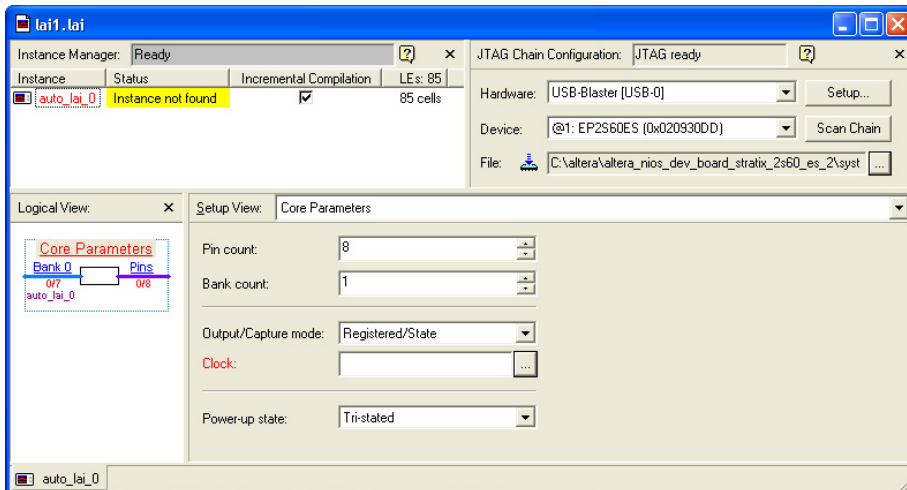 lai1.lai
Instance Manager: Ready
Instance Status Incremental Compilation LEs: 85
auto_lai_0 Instance not found 85 cells
JTAG Chain Configuration: JTAG ready
Hardware: USB-Blaster [USB-0] Setup...
Device: @1: EP2S60ES (0x020930DD) Scan Chain
File: C:\altera\altera_nios_dev_board_stratix_2s60_es_2\syst ...
Logical View:
Core Parameters
Bank 0 Pins
0/7 0/8
auto_lai_0
Setup View: Core Parameters
Pin count: 8
Bank count: 1
Output/Capture mode: Registered/State
Clock: ...
Power-up state: Tri-stated
auto_lai_0